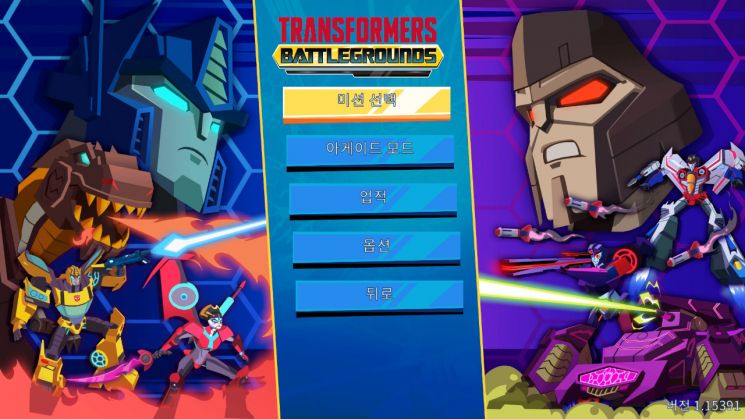 TRANSFORMERS
BATTLEGROUNDS
미션 선택
아케이드 모드
업적
옵션
뒤로
버전 1.15391